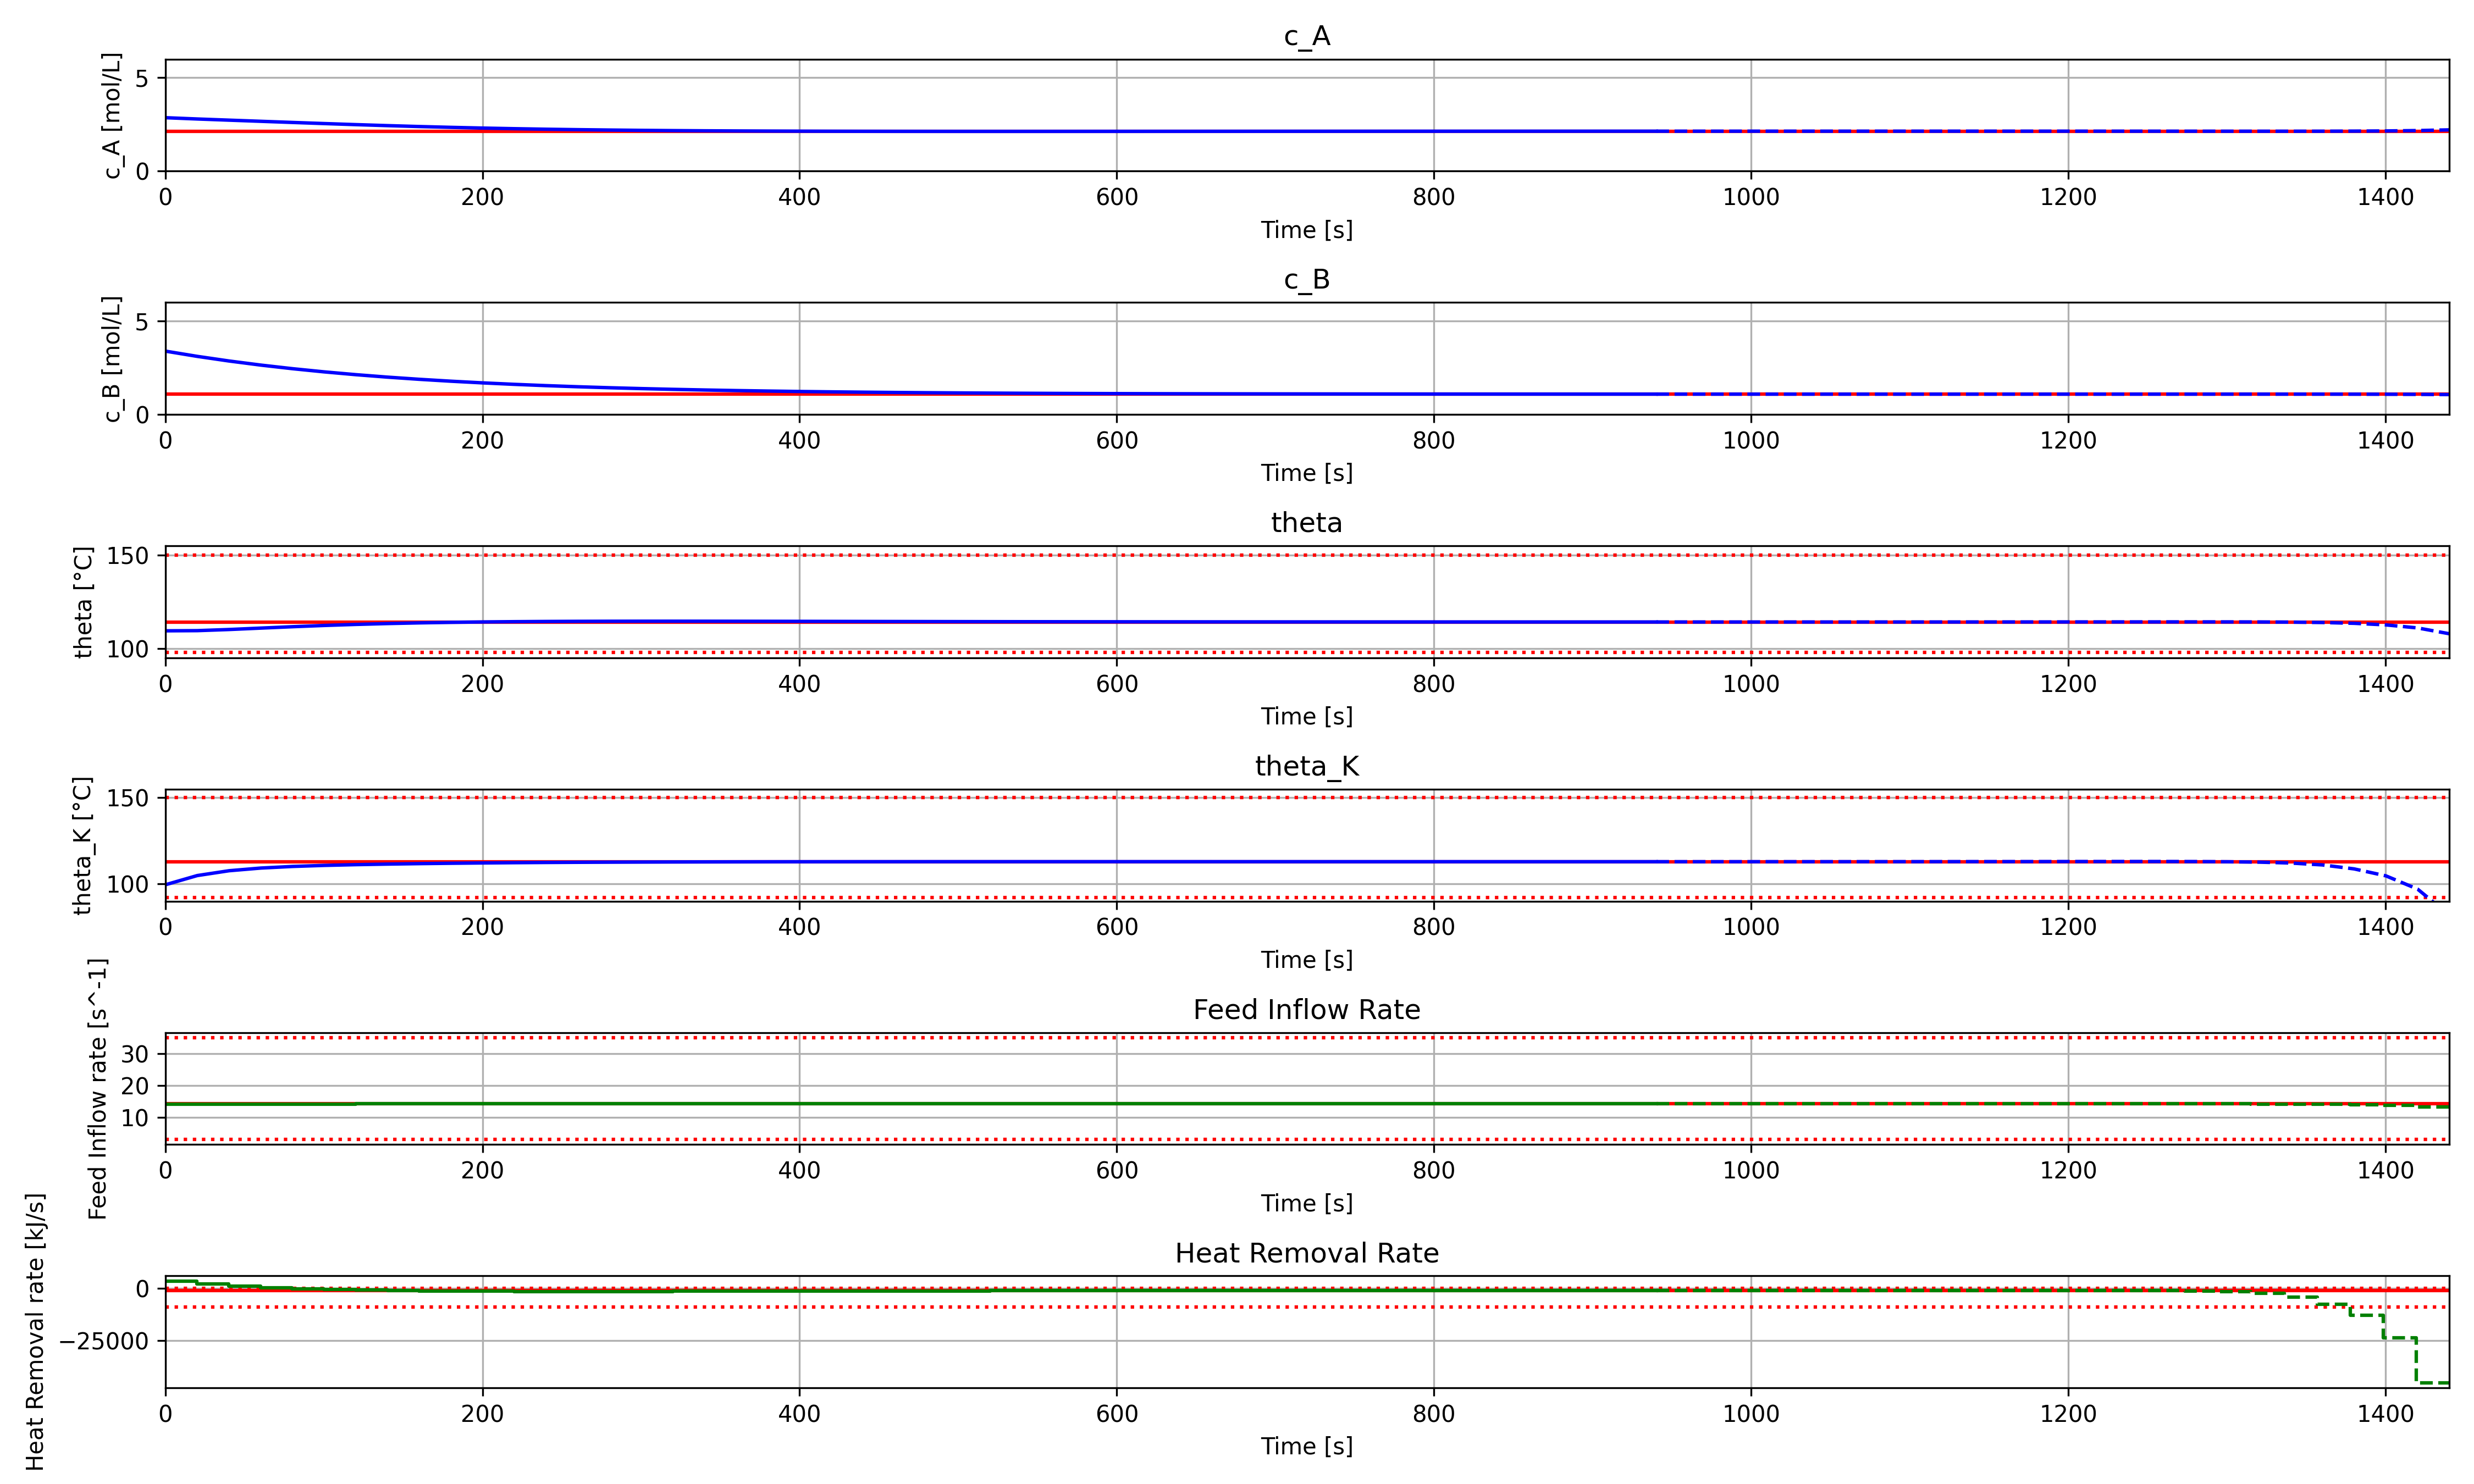 c_A
c_A [mol/L]
5
0
0 200 400 600 800 1000 1200 1400
Time [s]
c_B
c_B [mol/L]
5
0
0 200 400 600 800 1000 1200 1400
Time [s]
theta
theta [°C]
150
100
0 200 400 600 800 1000 1200 1400
Time [s]
theta_K
theta_K [°C]
150
100
0 200 400 600 800 1000 1200 1400
Time [s]
Feed Inflow Rate
Feed Inflow rate [s^-1]
30
20
10
0 200 400 600 800 1000 1200 1400
Time [s]
Heat Removal Rate
Heat Removal rate [kJ/s]
0
−25000
0 200 400 600 800 1000 1200 1400
Time [s]